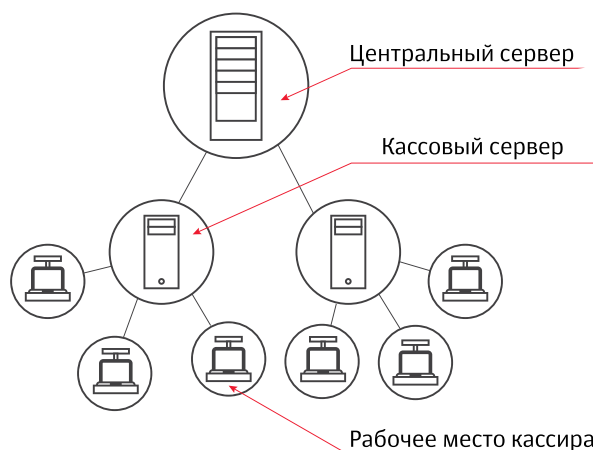 Центральный сервер
Кассовый сервер
Рабочее место кассира